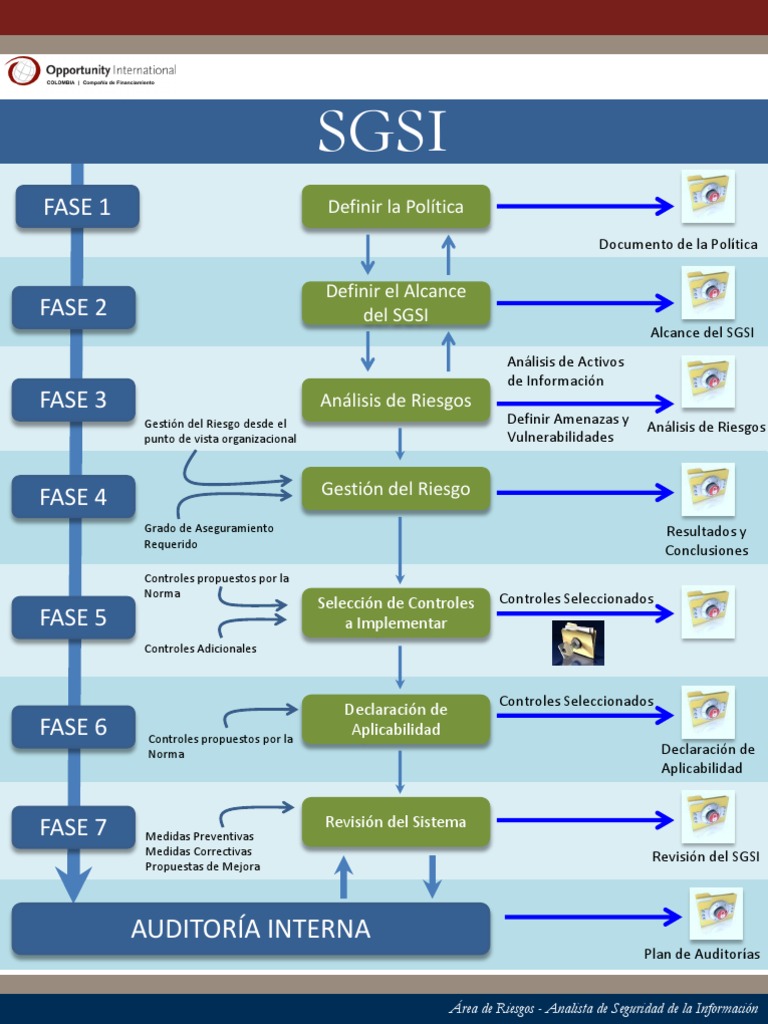 Opportunity International
COLOMBIA | Compañía de Financiamiento
SGSI
FASE 1
Definir la Política
Documento de la Política
FASE 2
Definir el Alcance
del SGSI
Alcance del SGSI
FASE 3
Análisis de Riesgos
Análisis de Activos
de Información
Definir Amenazas y
Vulnerabilidades
Análisis de Riesgos
Gestión del Riesgo desde el
punto de vista organizacional
FASE 4
Gestión del Riesgo
Grado de Aseguramiento
Requerido
Resultados y
Conclusiones
Controles propuestos por la
Norma
FASE 5
Selección de Controles
a Implementar
Controles Seleccionados
Controles Adicionales
FASE 6
Declaración de
Aplicabilidad
Controles Seleccionados
Controles propuestos por la
Norma
Declaración de
Aplicabilidad
FASE 7
Revisión del Sistema
Medidas Preventivas
Medidas Correctivas
Propuestas de Mejora
Revisión del SGSI
AUDITORÍA INTERNA
Plan de Auditorías
Área de Riesgos - Analista de Seguridad de la Información